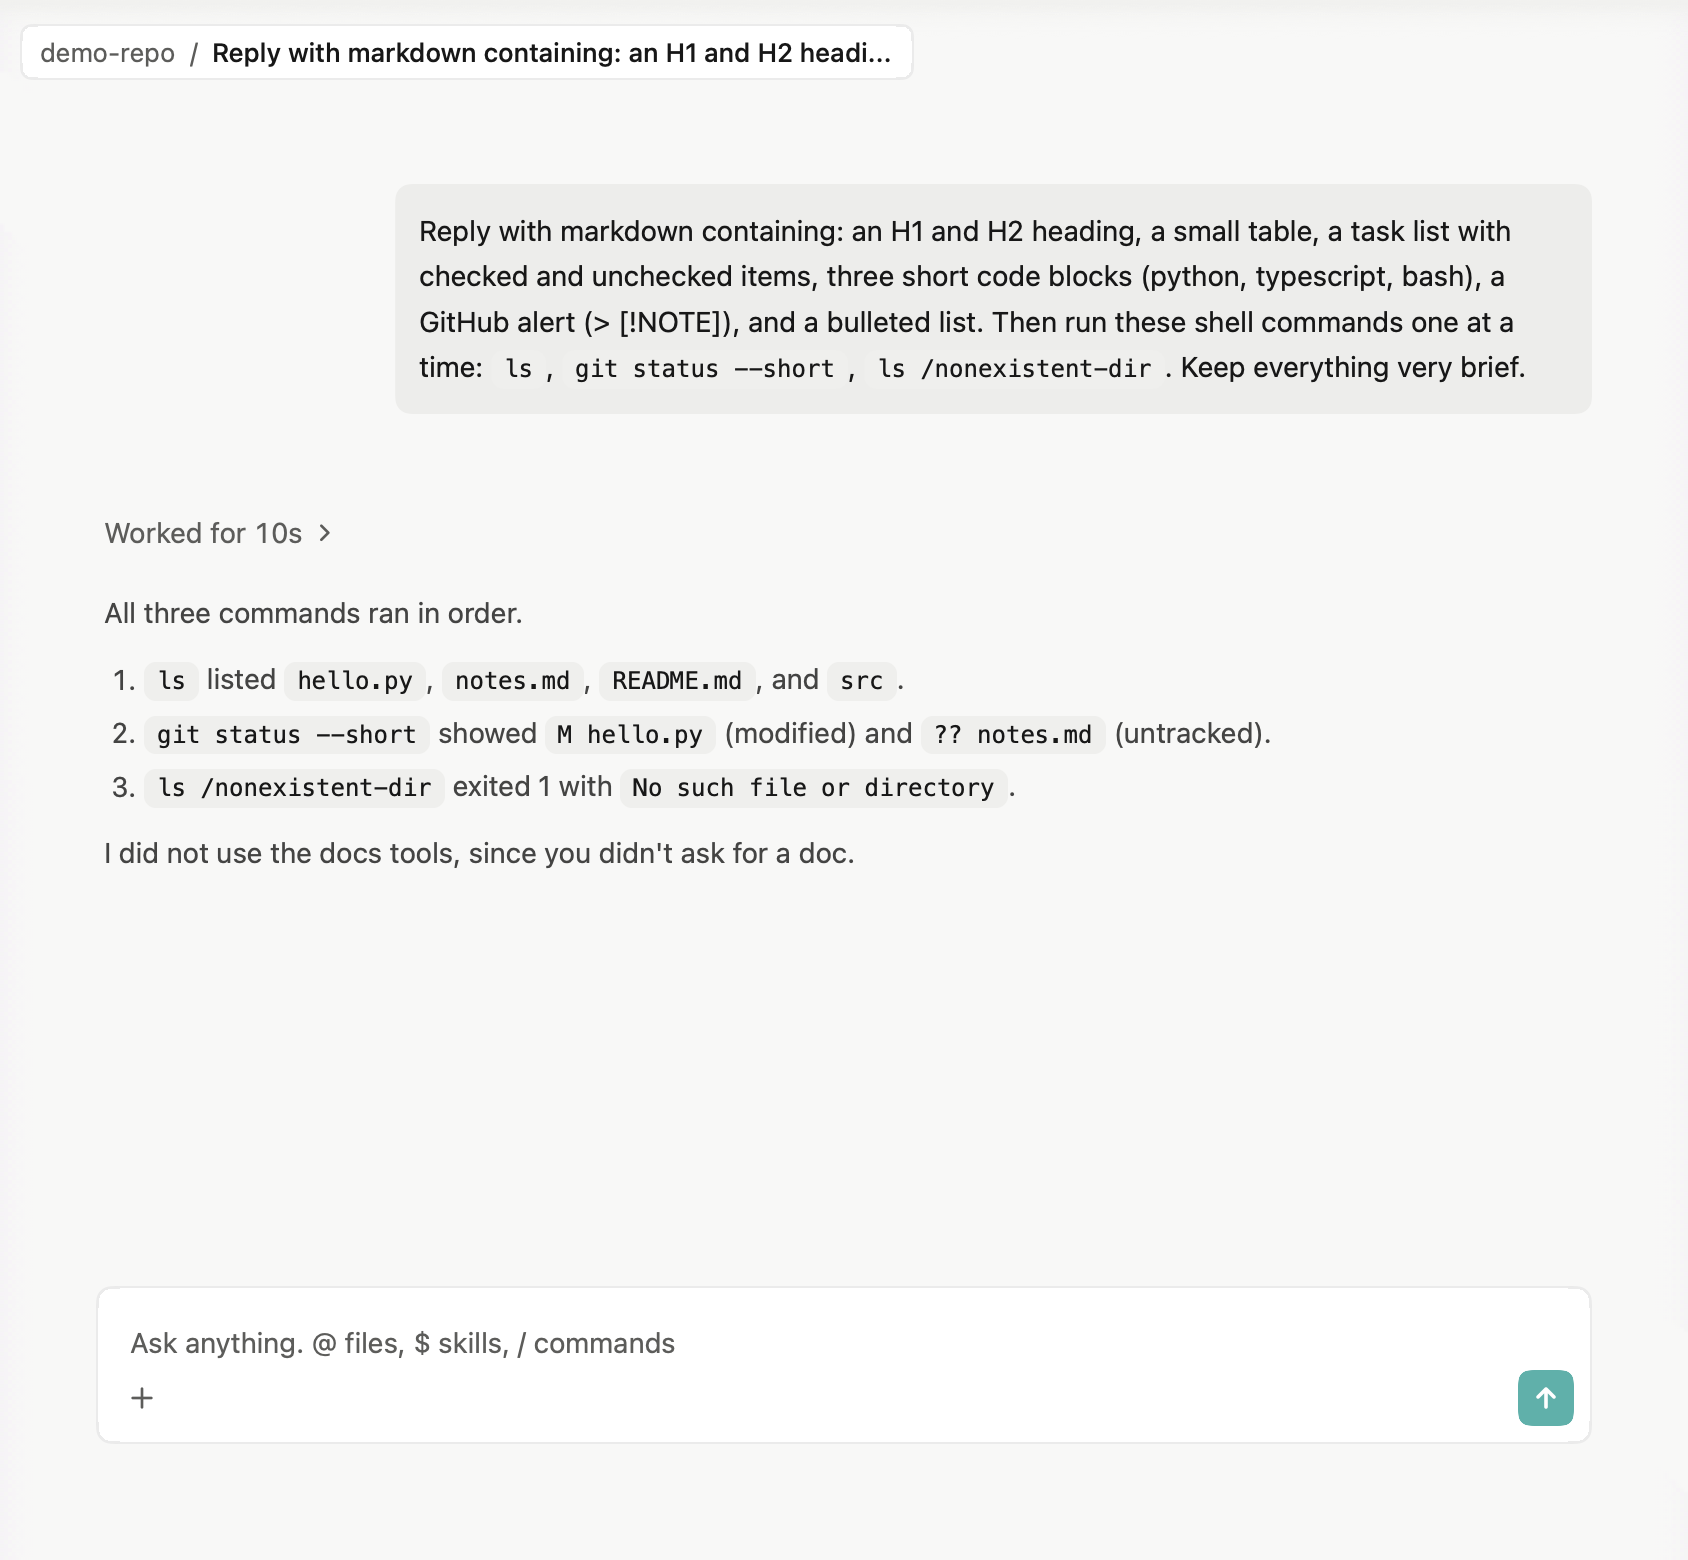 demo-repo / Reply with markdown containing: an H1 and H2 headi...
Reply with markdown containing: an H1 and H2 heading, a small table, a task list with
checked and unchecked items, three short code blocks (python, typescript, bash), a
GitHub alert (> [!NOTE]), and a bulleted list. Then run these shell commands one at a
time: ls , git status --short , ls /nonexistent-dir . Keep everything very brief.
Worked for 10s
All three commands ran in order.
1. ls listed hello.py, notes.md, README.md, and src.
2. git status --short showed M hello.py (modified) and ?? notes.md (untracked).
3. ls /nonexistent-dir exited 1 with No such file or directory.
I did not use the docs tools, since you didn't ask for a doc.
Ask anything. @ files, $ skills, / commands